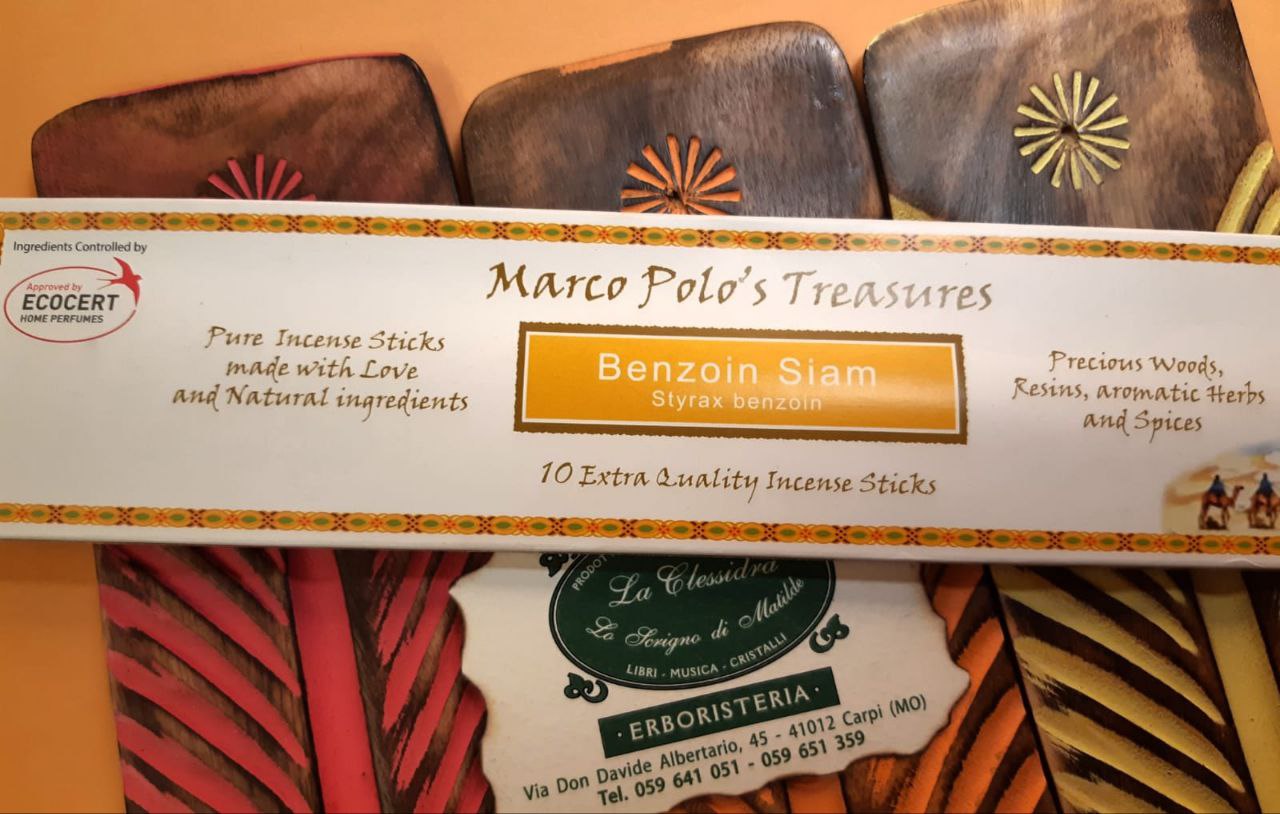 Ingredients Controlled by
Approved by
ECOCERT
HOME PERFUMES
Pure Incense Sticks
made with Love
and Natural ingredients
Marco Polo's Treasures
Benzoin Siam
Styrax benzoin
10 Extra Quality Incense Sticks
Precious Woods,
Resins, aromatic Herbs
and Spices
La Clessidra
Lo Scrigno di Matilde
LIBRI - MUSICA - CRISTALLI
·ERBORISTERIA·
Via Don Davide Albertario, 45 - 41012 Carpi (MO)
Tel. 059 641 051 - 059 651 359